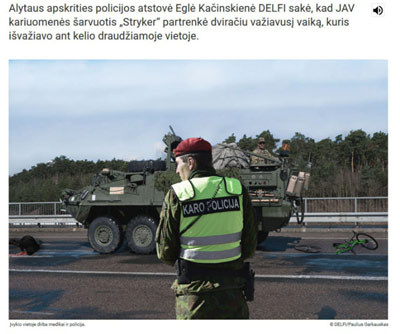 Alytaus apskrities policijos atstovė Eglė Kačinskienė DELFI sakė, kad JAV
kariuomenės šarvuotis „Stryker“ partrenkė dviračiu važiavusį vaiką, kuris
išvažiavo ant kelio draudžiamoje vietoje.
KARO POLICIJA
Įvykio vietoje dirba medikai ir policija.
© DELFI/Paulius Garkauskas